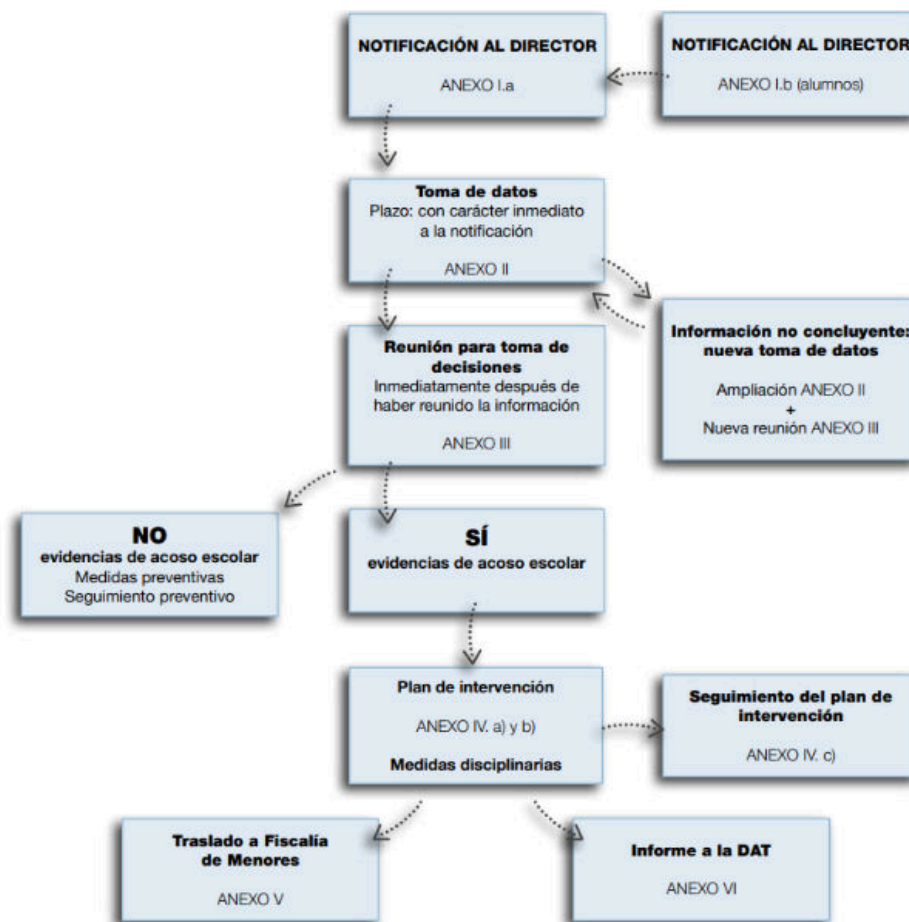 NOTIFICACIÓN AL DIRECTOR
ANEXO I.a
NOTIFICACIÓN AL DIRECTOR
ANEXO I.b (alumnos)
Toma de datos
Plazo: con carácter inmediato
a la notificación
ANEXO II
Información no concluyente:
nueva toma de datos
Ampliación ANEXO II
+
Nueva reunión ANEXO III
Reunión para toma de
decisiones
Inmediatamente después de
haber reunido la información
ANEXO III
NO
evidencias de acoso escolar
Medidas preventivas
Seguimiento preventivo
SÍ
evidencias de acoso escolar
Plan de intervención
ANEXO IV. a) y b)
Medidas disciplinarias
Seguimiento del plan de
intervención
ANEXO IV. c)
Traslado a Fiscalía
de Menores
ANEXO V
Informe a la DAT
ANEXO VI